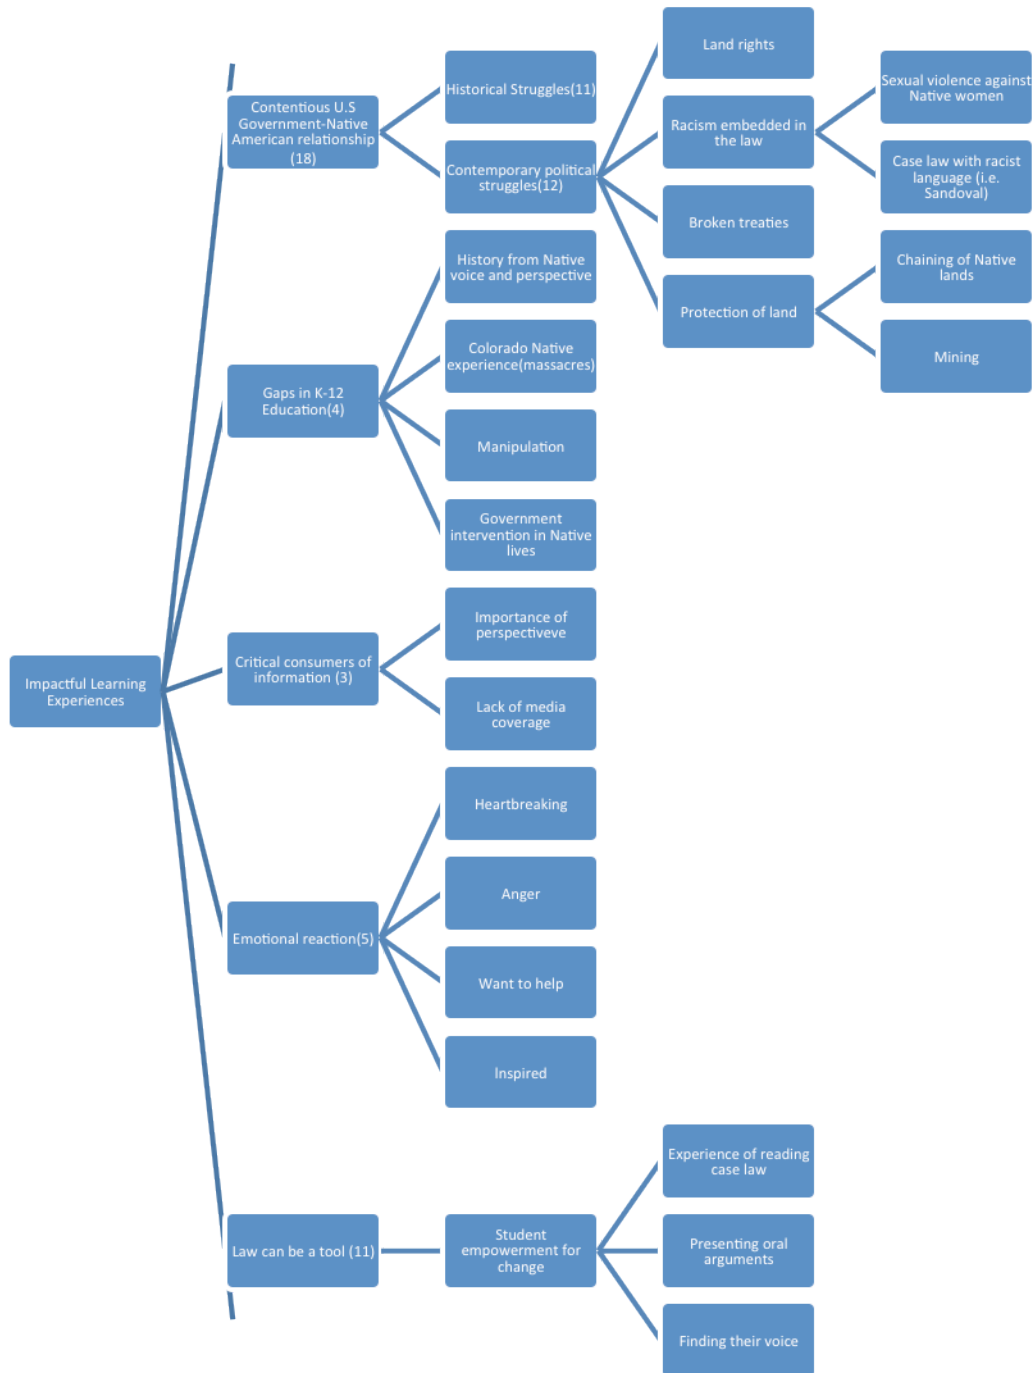 Impactful Learning
Experiences
Contentious U.S
Government-Native
American relationship
(18)
Historical Struggles(11)
Contemporary political
struggles(12)
Land rights
Racism embedded in
the law
Sexual violence against
Native women
Case law with racist
language (i.e.
Sandoval)
Broken treaties
Protection of land
Chaining of Native
lands
Mining
Gaps in K-12
Education(4)
History from Native
voice and perspective
Colorado Native
experience(massacres)
Manipulation
Government
intervention in Native
lives
Critical consumers of
information (3)
Importance of
perspectiveve
Lack of media
coverage
Emotional reaction(5)
Heartbreaking
Anger
Want to help
Inspired
Law can be a tool (11)
Student
empowerment for
change
Experience of reading
case law
Presenting oral
arguments
Finding their voice